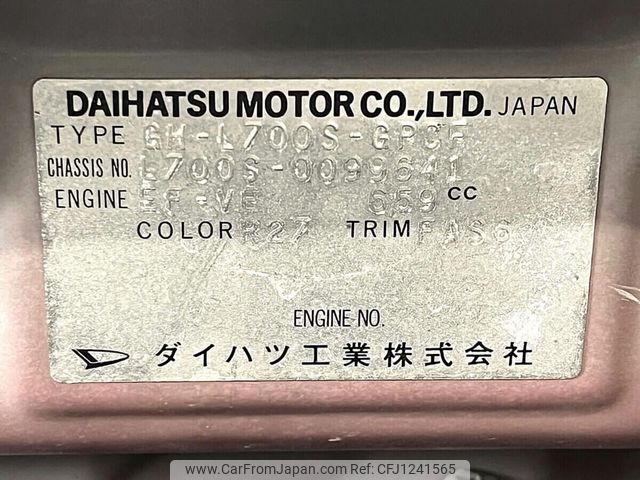 DAIHATSU MOTOR CO.,LTD. JAPAN
TYPE GH-L700S-GPCF
CHASSIS NO. L700S-0099641
ENGINE EF-VE 659 CC
COLOR R27 TRIM FAS6
ENGINE NO.
ダイハツ工業株式会社
www.CarFromJapan.com Ref:CFJ1241565